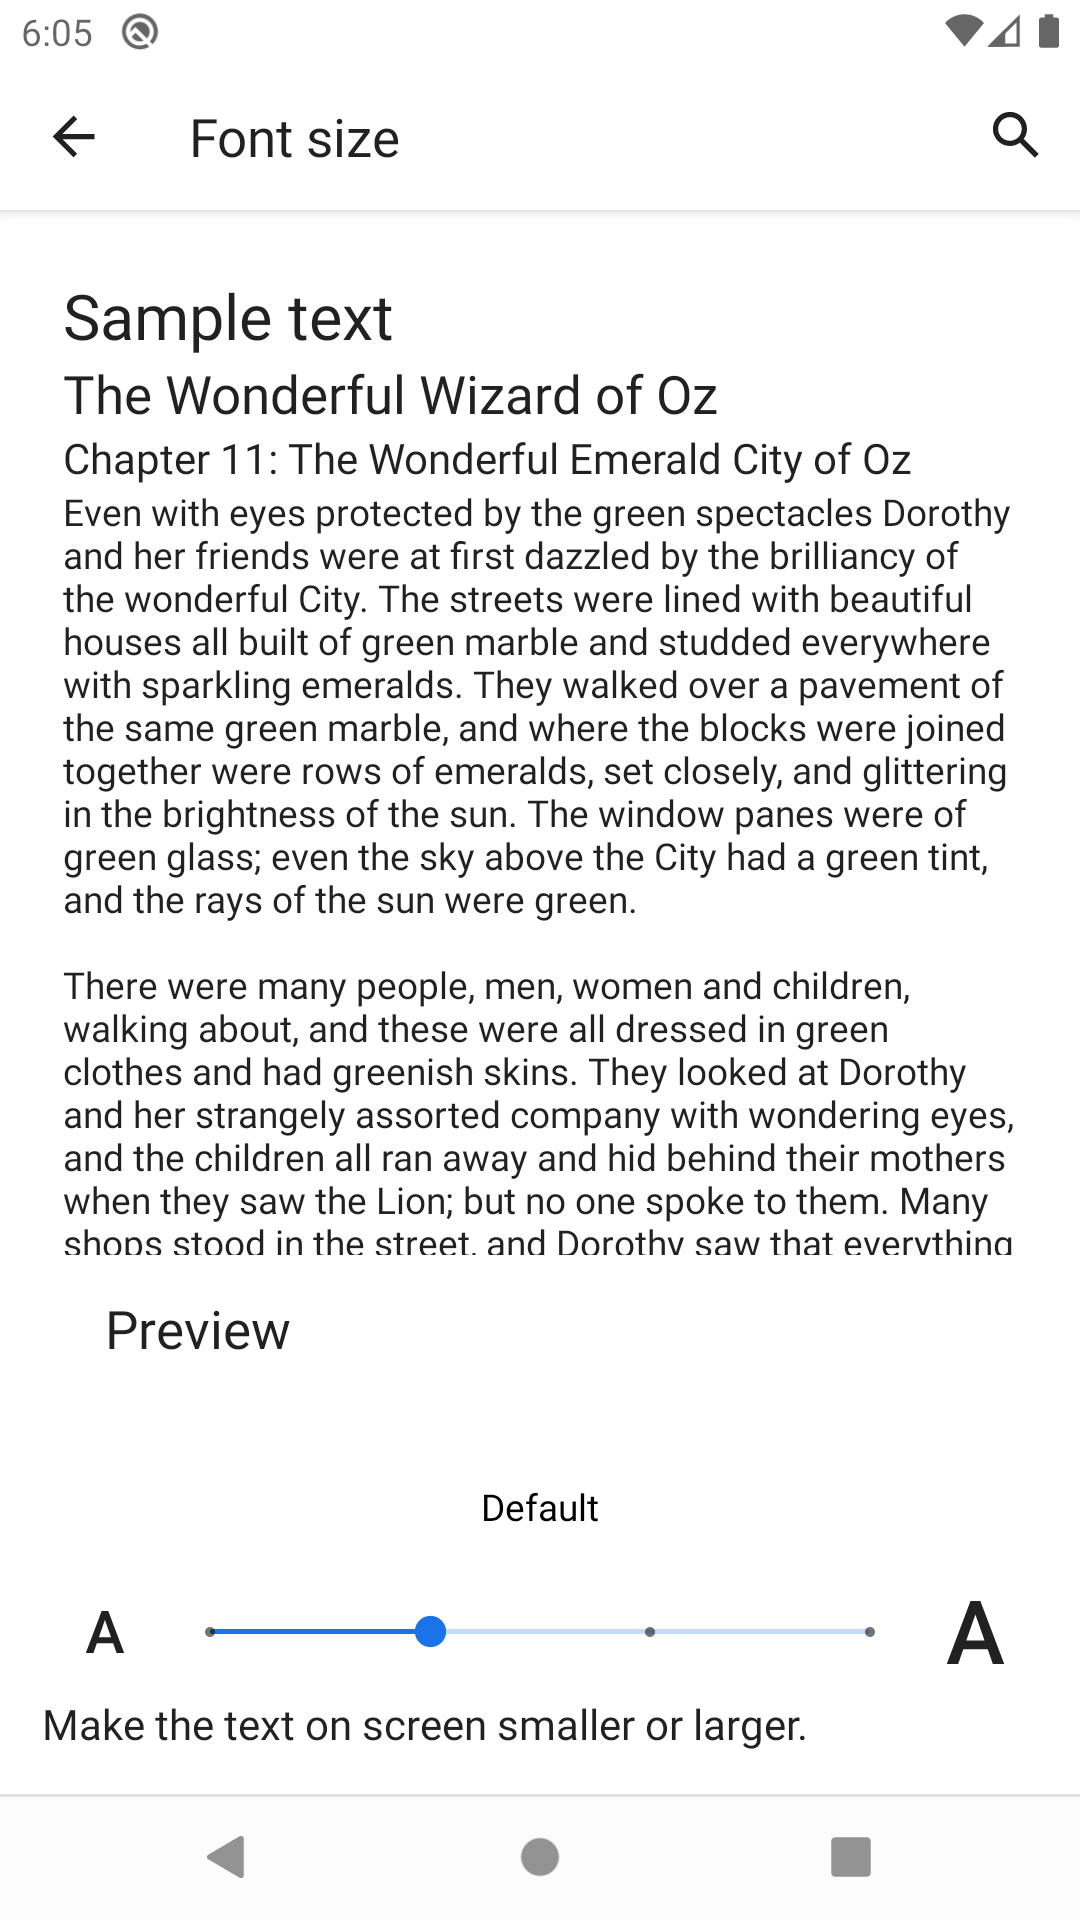 6:05
Font size
Sample text
The Wonderful Wizard of Oz
Chapter 11: The Wonderful Emerald City of Oz
Even with eyes protected by the green spectacles Dorothy
and her friends were at first dazzled by the brilliancy of
the wonderful City. The streets were lined with beautiful
houses all built of green marble and studded everywhere
with sparkling emeralds. They walked over a pavement of
the same green marble, and where the blocks were joined
together were rows of emeralds, set closely, and glittering
in the brightness of the sun. The window panes were of
green glass; even the sky above the City had a green tint,
and the rays of the sun were green.
There were many people, men, women and children,
walking about, and these were all dressed in green
clothes and had greenish skins. They looked at Dorothy
and her strangely assorted company with wondering eyes,
and the children all ran away and hid behind their mothers
when they saw the Lion; but no one spoke to them. Many
shops stood in the street, and Dorothy saw that everything
Preview
Default
A A
Make the text on screen smaller or larger.